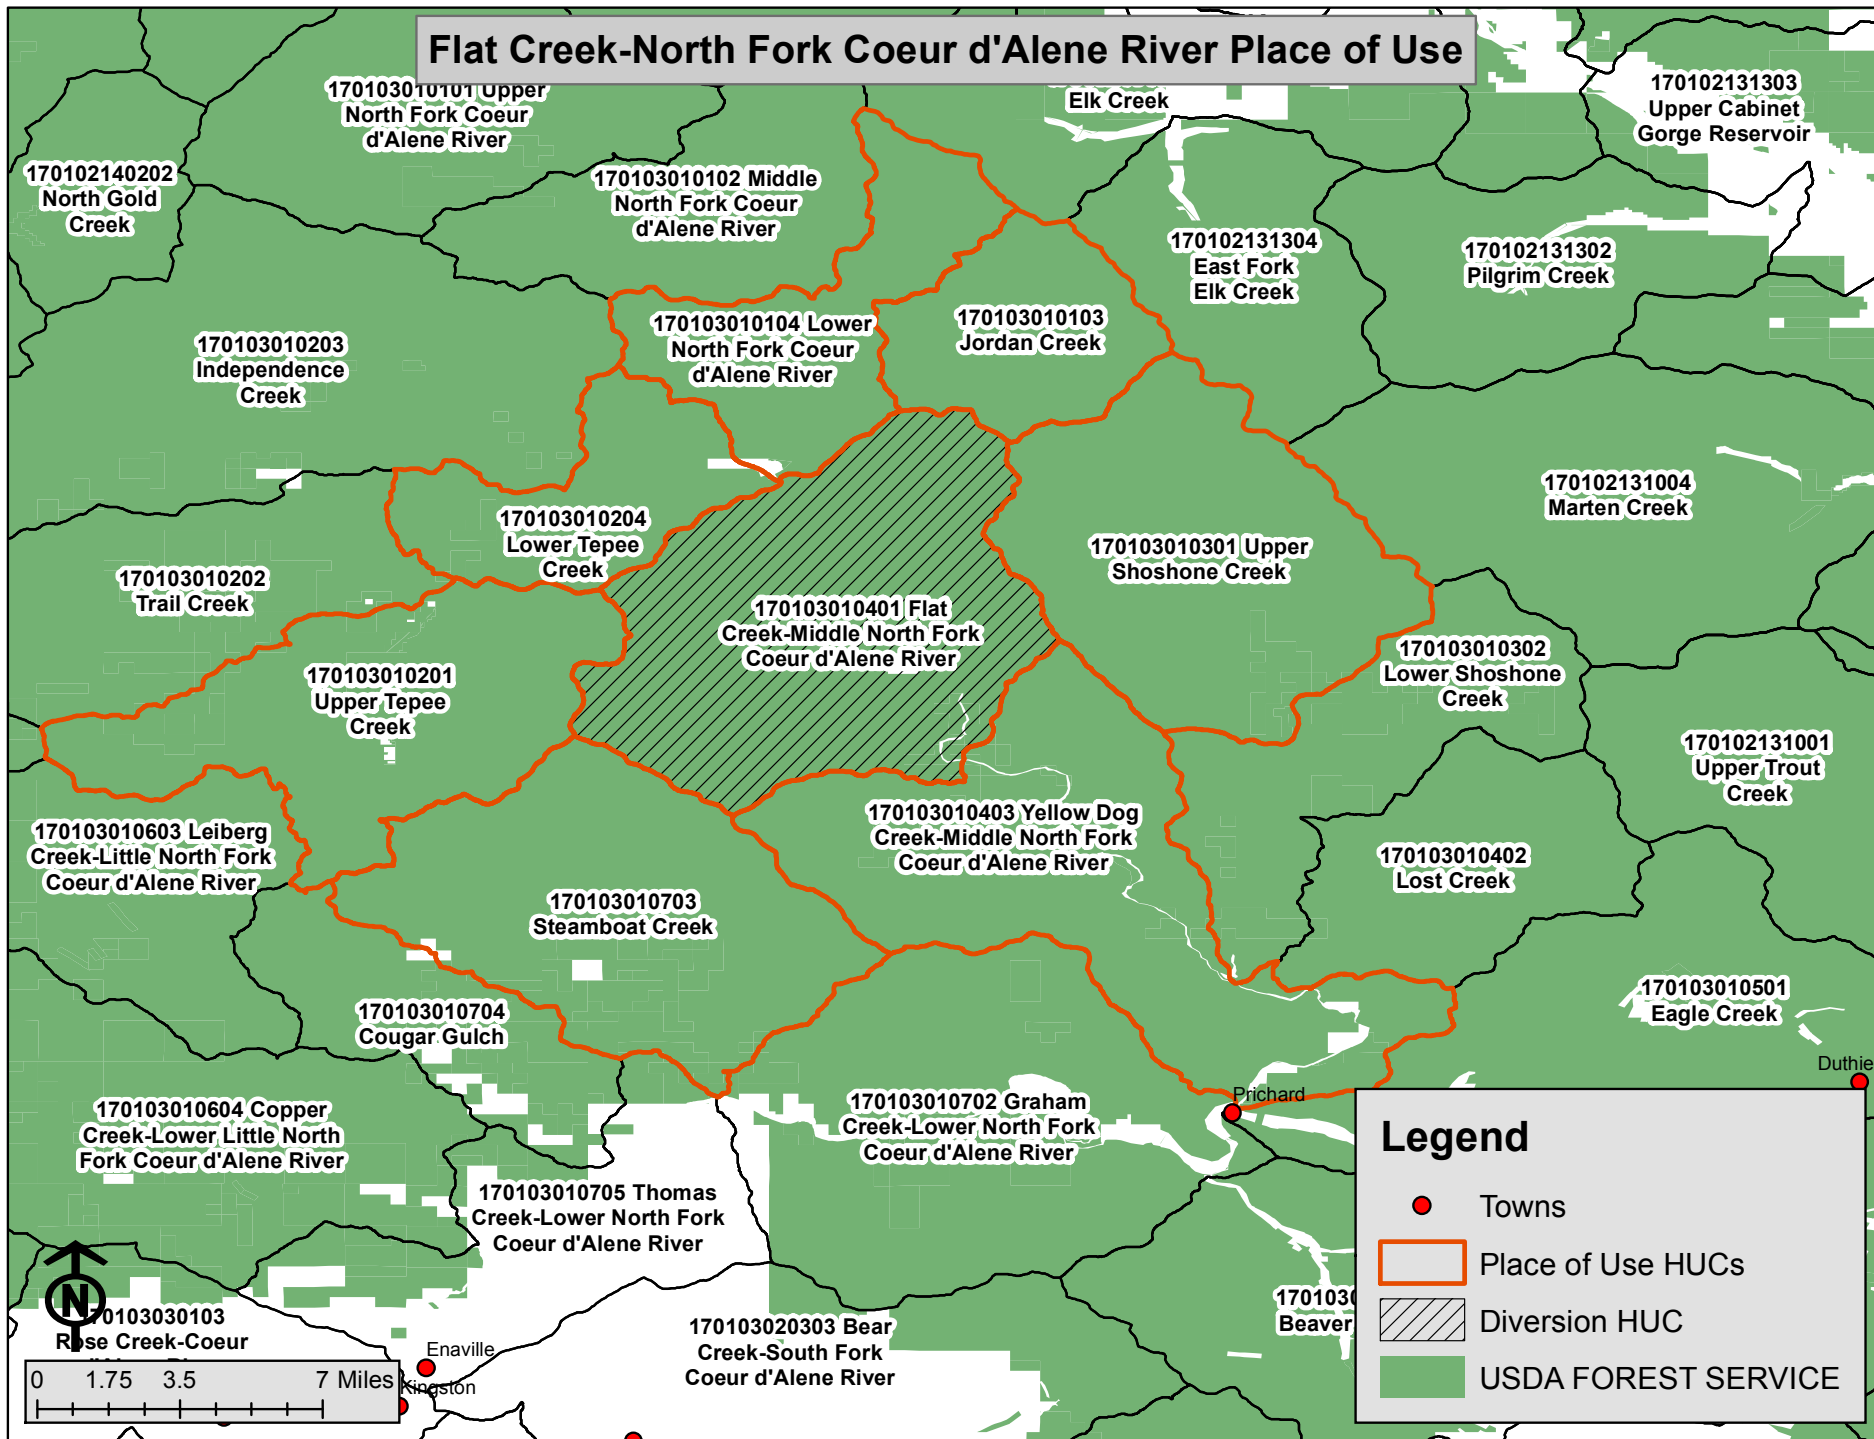 Flat Creek-North Fork Coeur d'Alene River Place of Use
170103010101 Upper
North Fork Coeur
d'Alene River
Elk Creek
170102131303
Upper Cabinet
Gorge Reservoir
170102140202
North Gold
Creek
170103010102 Middle
North Fork Coeur
d'Alene River
170102131304
East Fork
Elk Creek
170102131302
Pilgrim Creek
170103010203
Independence
Creek
170103010104 Lower
North Fork Coeur
d'Alene River
170103010103
Jordan Creek
170102131004
Marten Creek
170103010204
Lower Tepee
Creek
170103010301 Upper
Shoshone Creek
170103010202
Trail Creek
170103010401 Flat
Creek-Middle North Fork
Coeur d'Alene River
170103010302
Lower Shoshone
Creek
170103010201
Upper Tepee
Creek
170102131001
Upper Trout
Creek
170103010603 Leiberg
Creek-Little North Fork
Coeur d'Alene River
170103010403 Yellow Dog
Creek-Middle North Fork
Coeur d'Alene River
170103010402
Lost Creek
170103010703
Steamboat Creek
170103010501
Eagle Creek
170103010704
Cougar Gulch
Duthie
Prichard
170103010604 Copper
Creek-Lower Little North
Fork Coeur d'Alene River
170103010702 Graham
Creek-Lower North Fork
Coeur d'Alene River
170103010705 Thomas
Creek-Lower North Fork
Coeur d'Alene River
N
70103030103
Rose Creek-Coeur
170103020303 Bear
Creek-South Fork
Coeur d'Alene River
1701030
Beaver
Enaville
Kingston
0 1.75 3.5 7 Miles
Legend
Towns
Place of Use HUCs
Diversion HUC
USDA FOREST SERVICE